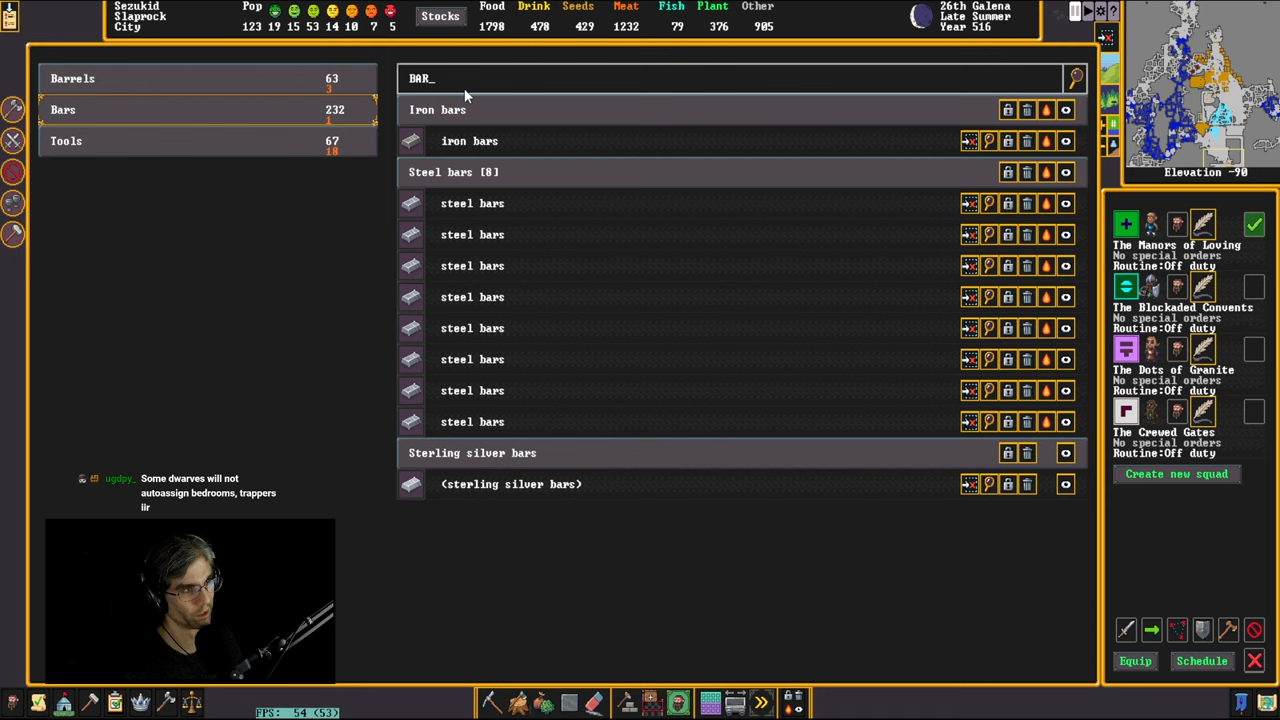 Sezukid
Slaprock
City
Pop
123 19 15 53 14 10 7 5
Stocks
Food Drink Seeds Meat Fish Plant Other
1798 478 429 1232 79 376 905
26th Galena
Late Summer
Year 516
Elevation -90
Barrels 63
3
Bars 232
1
Tools 67
18
BAR_
Iron bars
iron bars
Steel bars [8]
steel bars
steel bars
steel bars
steel bars
steel bars
steel bars
steel bars
steel bars
Sterling silver bars
(sterling silver bars)
The Manors of Loving
No special orders
Routine:Off duty
The Blockaded Convents
No special orders
Routine:Off duty
The Dots of Granite
No special orders
Routine:Off duty
The Crewed Gates
No special orders
Routine:Off duty
Create new squad
Equip
Schedule
ugdpy_ Some dwarves will not
autoassign bedrooms, trappers
iir
FPS: 54 (53)